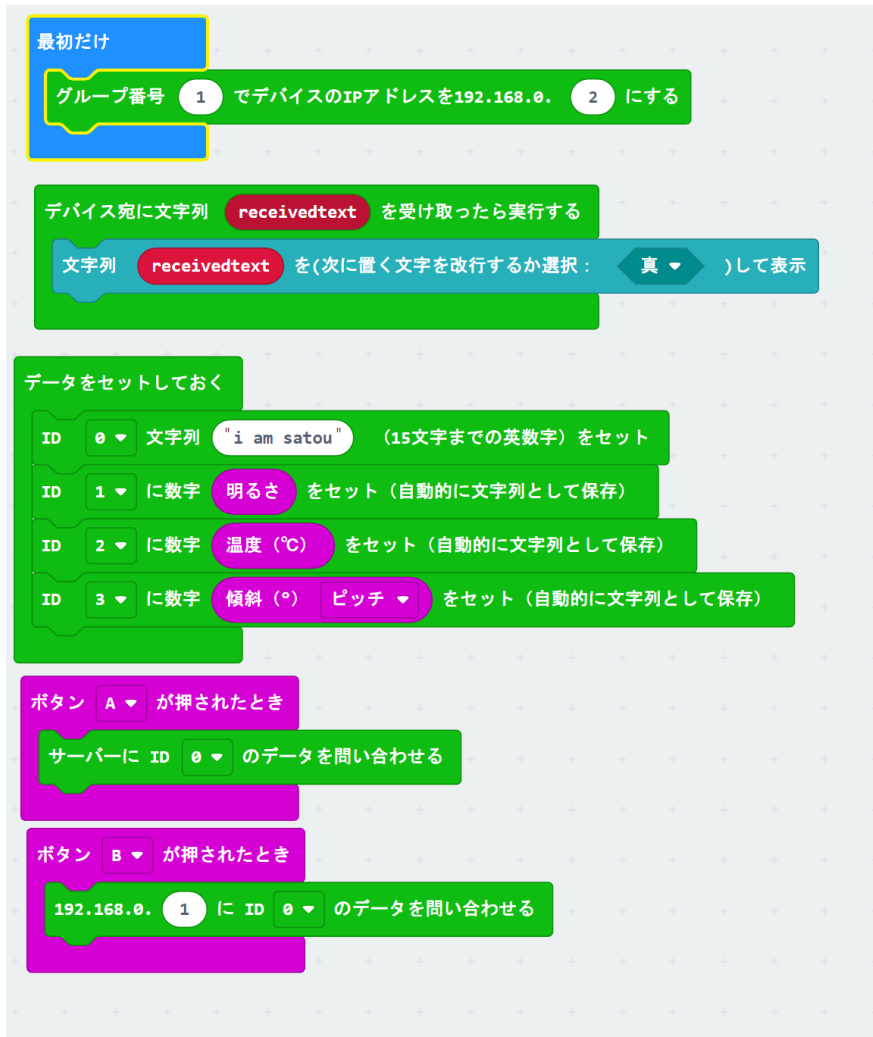 最初だけ
グループ番号 1 でデバイスのIPアドレスを192.168.0. 2 にする
デバイス宛に文字列 receivedtext を受け取ったら実行する
文字列 receivedtext を(次に置く文字を改行するか選択： 真 )して表示
データをセットしておく
ID 0 文字列 "i am satou" （15文字までの英数字）をセット
ID 1 に数字 明るさ をセット（自動的に文字列として保存）
ID 2 に数字 温度（℃） をセット（自動的に文字列として保存）
ID 3 に数字 傾斜（°） ピッチ をセット（自動的に文字列として保存）
ボタン A が押されたとき
サーバーに ID 0 のデータを問い合わせる
ボタン B が押されたとき
192.168.0. 1 に ID 0 のデータを問い合わせる